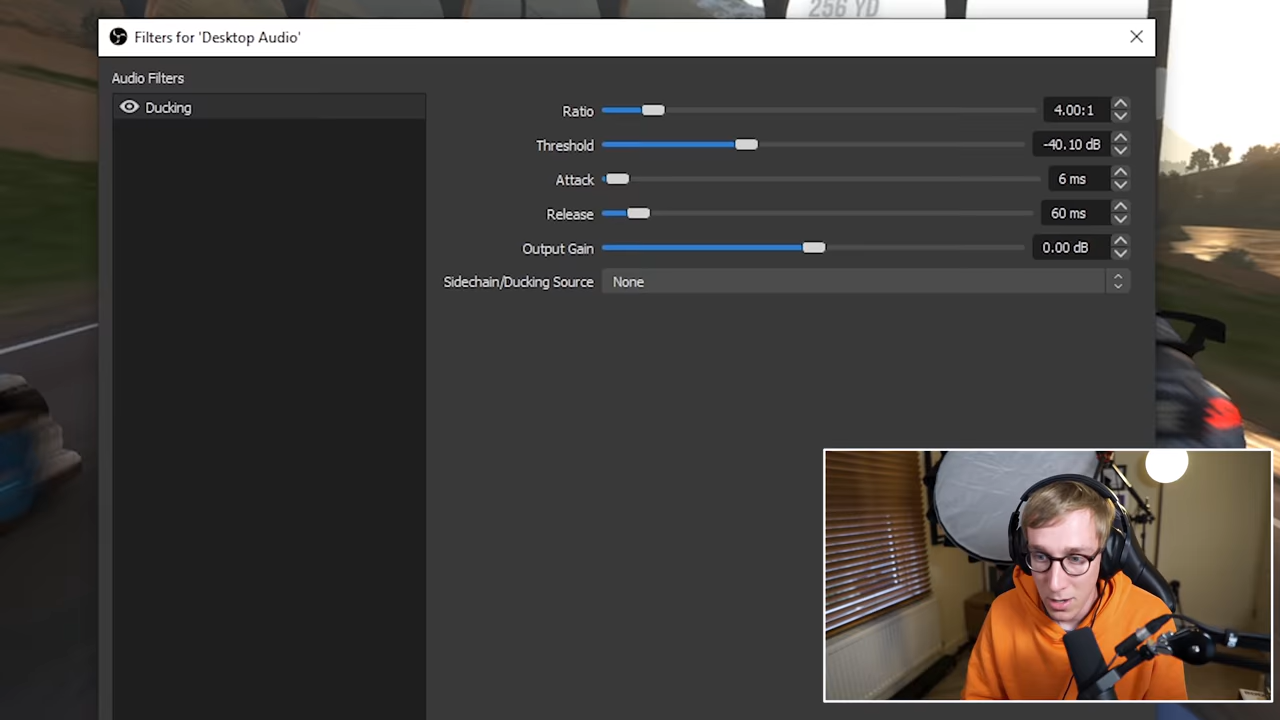 256 YD
Filters for 'Desktop Audio'
Audio Filters
Ducking
Ratio 4.00:1
Threshold -40.10 dB
Attack 6 ms
Release 60 ms
Output Gain 0.00 dB
Sidechain/Ducking Source None